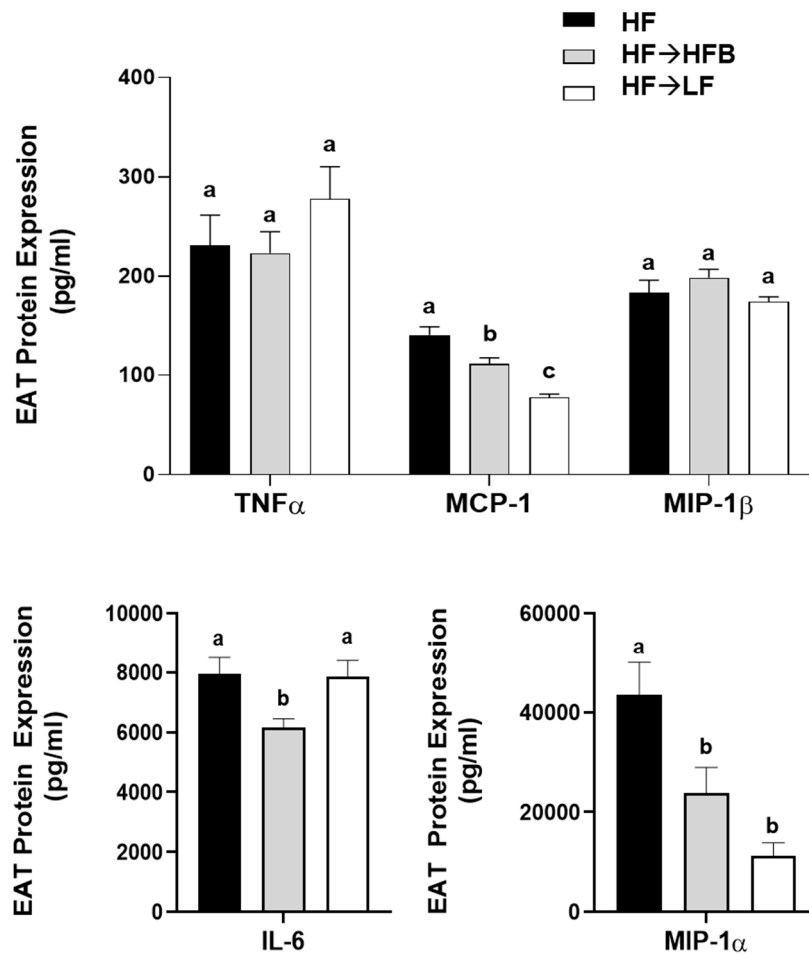 HF
HF→HFB
HF→LF
EAT Protein Expression
(pg/ml)
400
300
200
100
0
a
a
a
a
b
c
a
a
a
TNFα
MCP-1
MIP-1β
EAT Protein Expression
(pg/ml)
10000
8000
6000
4000
2000
0
a
b
a
IL-6
EAT Protein Expression
(pg/ml)
60000
40000
20000
0
a
b
b
MIP-1α